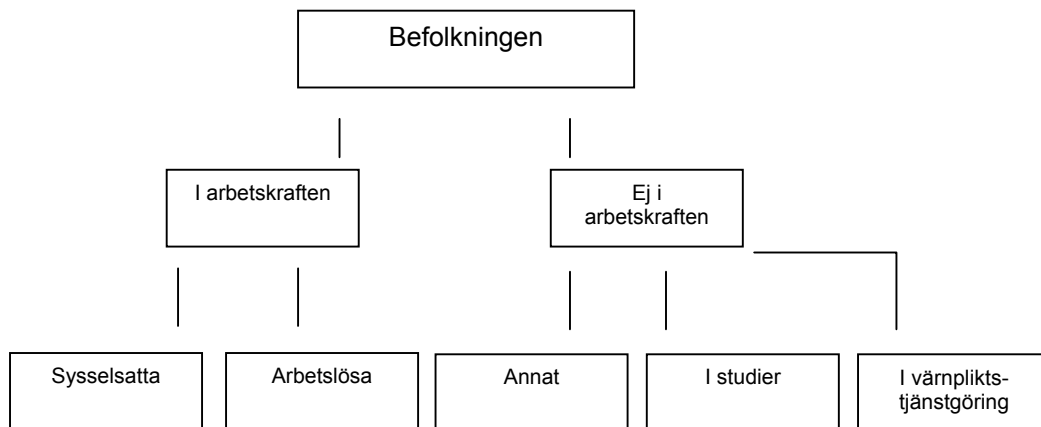 Befolkningen
I arbetskraften
Ej i
arbetskraften
Sysselsatta
Arbetslösa
Annat
I studier
I värnplikts-
tjänstgöring